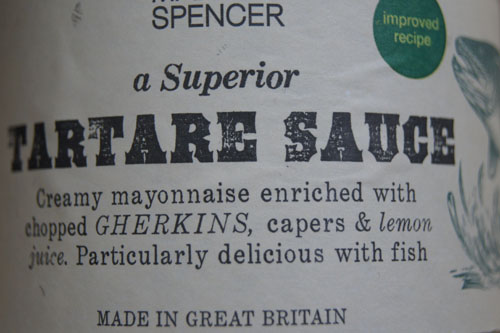 SPENCER
improved
recipe
a Superior
TARTARE SAUCE
Creamy mayonnaise enriched with
chopped GHERKINS, capers & lemon
juice. Particularly delicious with fish
MADE IN GREAT BRITAIN